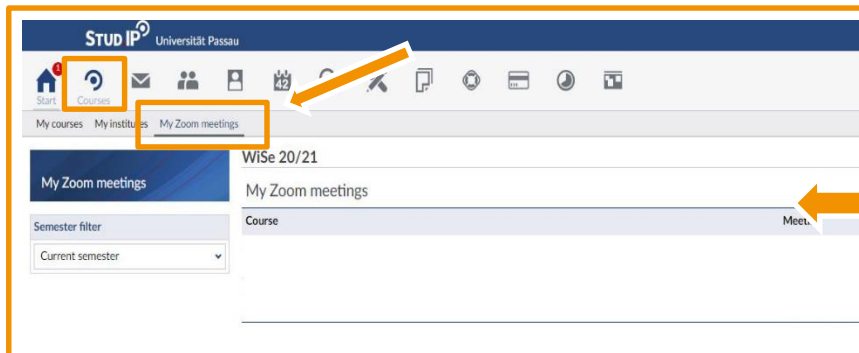 STUD IP Universität Passau
1
42
Start Courses
My courses My institutes My Zoom meetings
WiSe 20/21
My Zoom meetings
My Zoom meetings
Semester filter
Course
Current semester